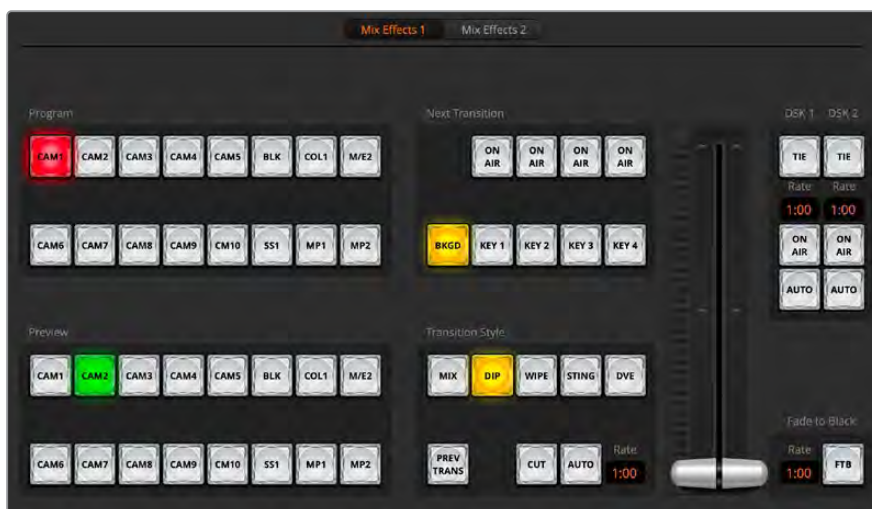 Mix Effects 1 Mix Effects 2
Program
CAM1 CAM2 CAM3 CAM4 CAM5 BLK COL1 M/E2
CAM6 CAM7 CAM8 CAM9 CM10 SS1 MP1 MP2
Next Transition
ON AIR ON AIR ON AIR ON AIR
BKGD KEY 1 KEY 2 KEY 3 KEY 4
DSK 1 DSK 2
TIE TIE
Rate Rate
1:00 1:00
ON AIR ON AIR
AUTO AUTO
Preview
CAM1 CAM2 CAM3 CAM4 CAM5 BLK COL1 M/E2
CAM6 CAM7 CAM8 CAM9 CM10 SS1 MP1 MP2
Transition Style
MIX DIP WIPE STING DVE
PREV TRANS CUT AUTO Rate 1:00
Fade to Black
Rate
1:00 FTB